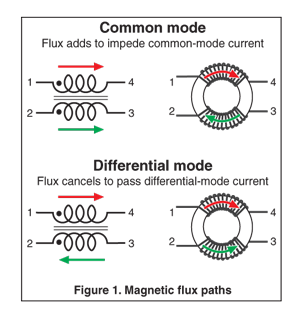 Common mode
Flux adds to impede common-mode current
1 4 1 4
2 3 2 3
Differential mode
Flux cancels to pass differential-mode current
1 4 1 4
2 3 2 3
Figure 1. Magnetic flux paths